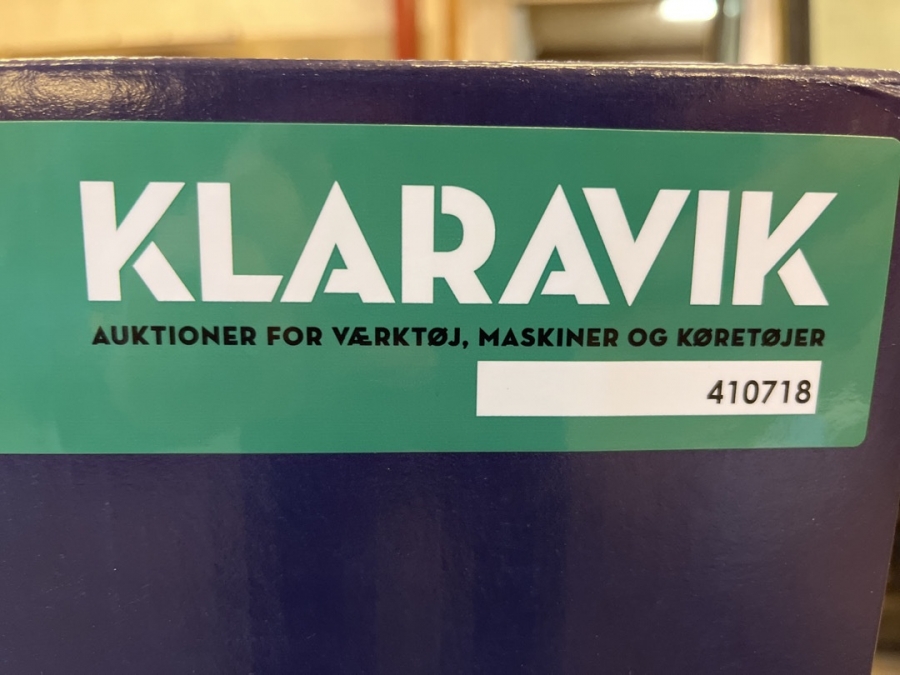 KLARAVIK
AUKTIONER FOR VÆRKTØJ, MASKINER OG KØRETØJER
410718